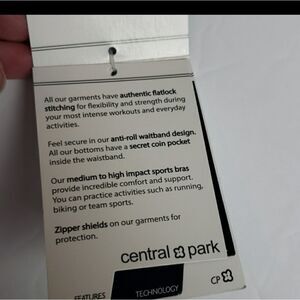 All our garments have authentic flatlock
stitching for flexibility and strength during
your most intense workouts and everyday
activities.
Feel secure in our anti-roll waitband design.
All our bottoms have a secret coin pocket
inside the waistband.
Our medium to high impact sports bras
provide incredible comfort and support.
You can practice activities such as running,
biking or team sports.
Zipper shields on our garments for
protection.
central park
CP
FEATURES
TECHNOLOGY